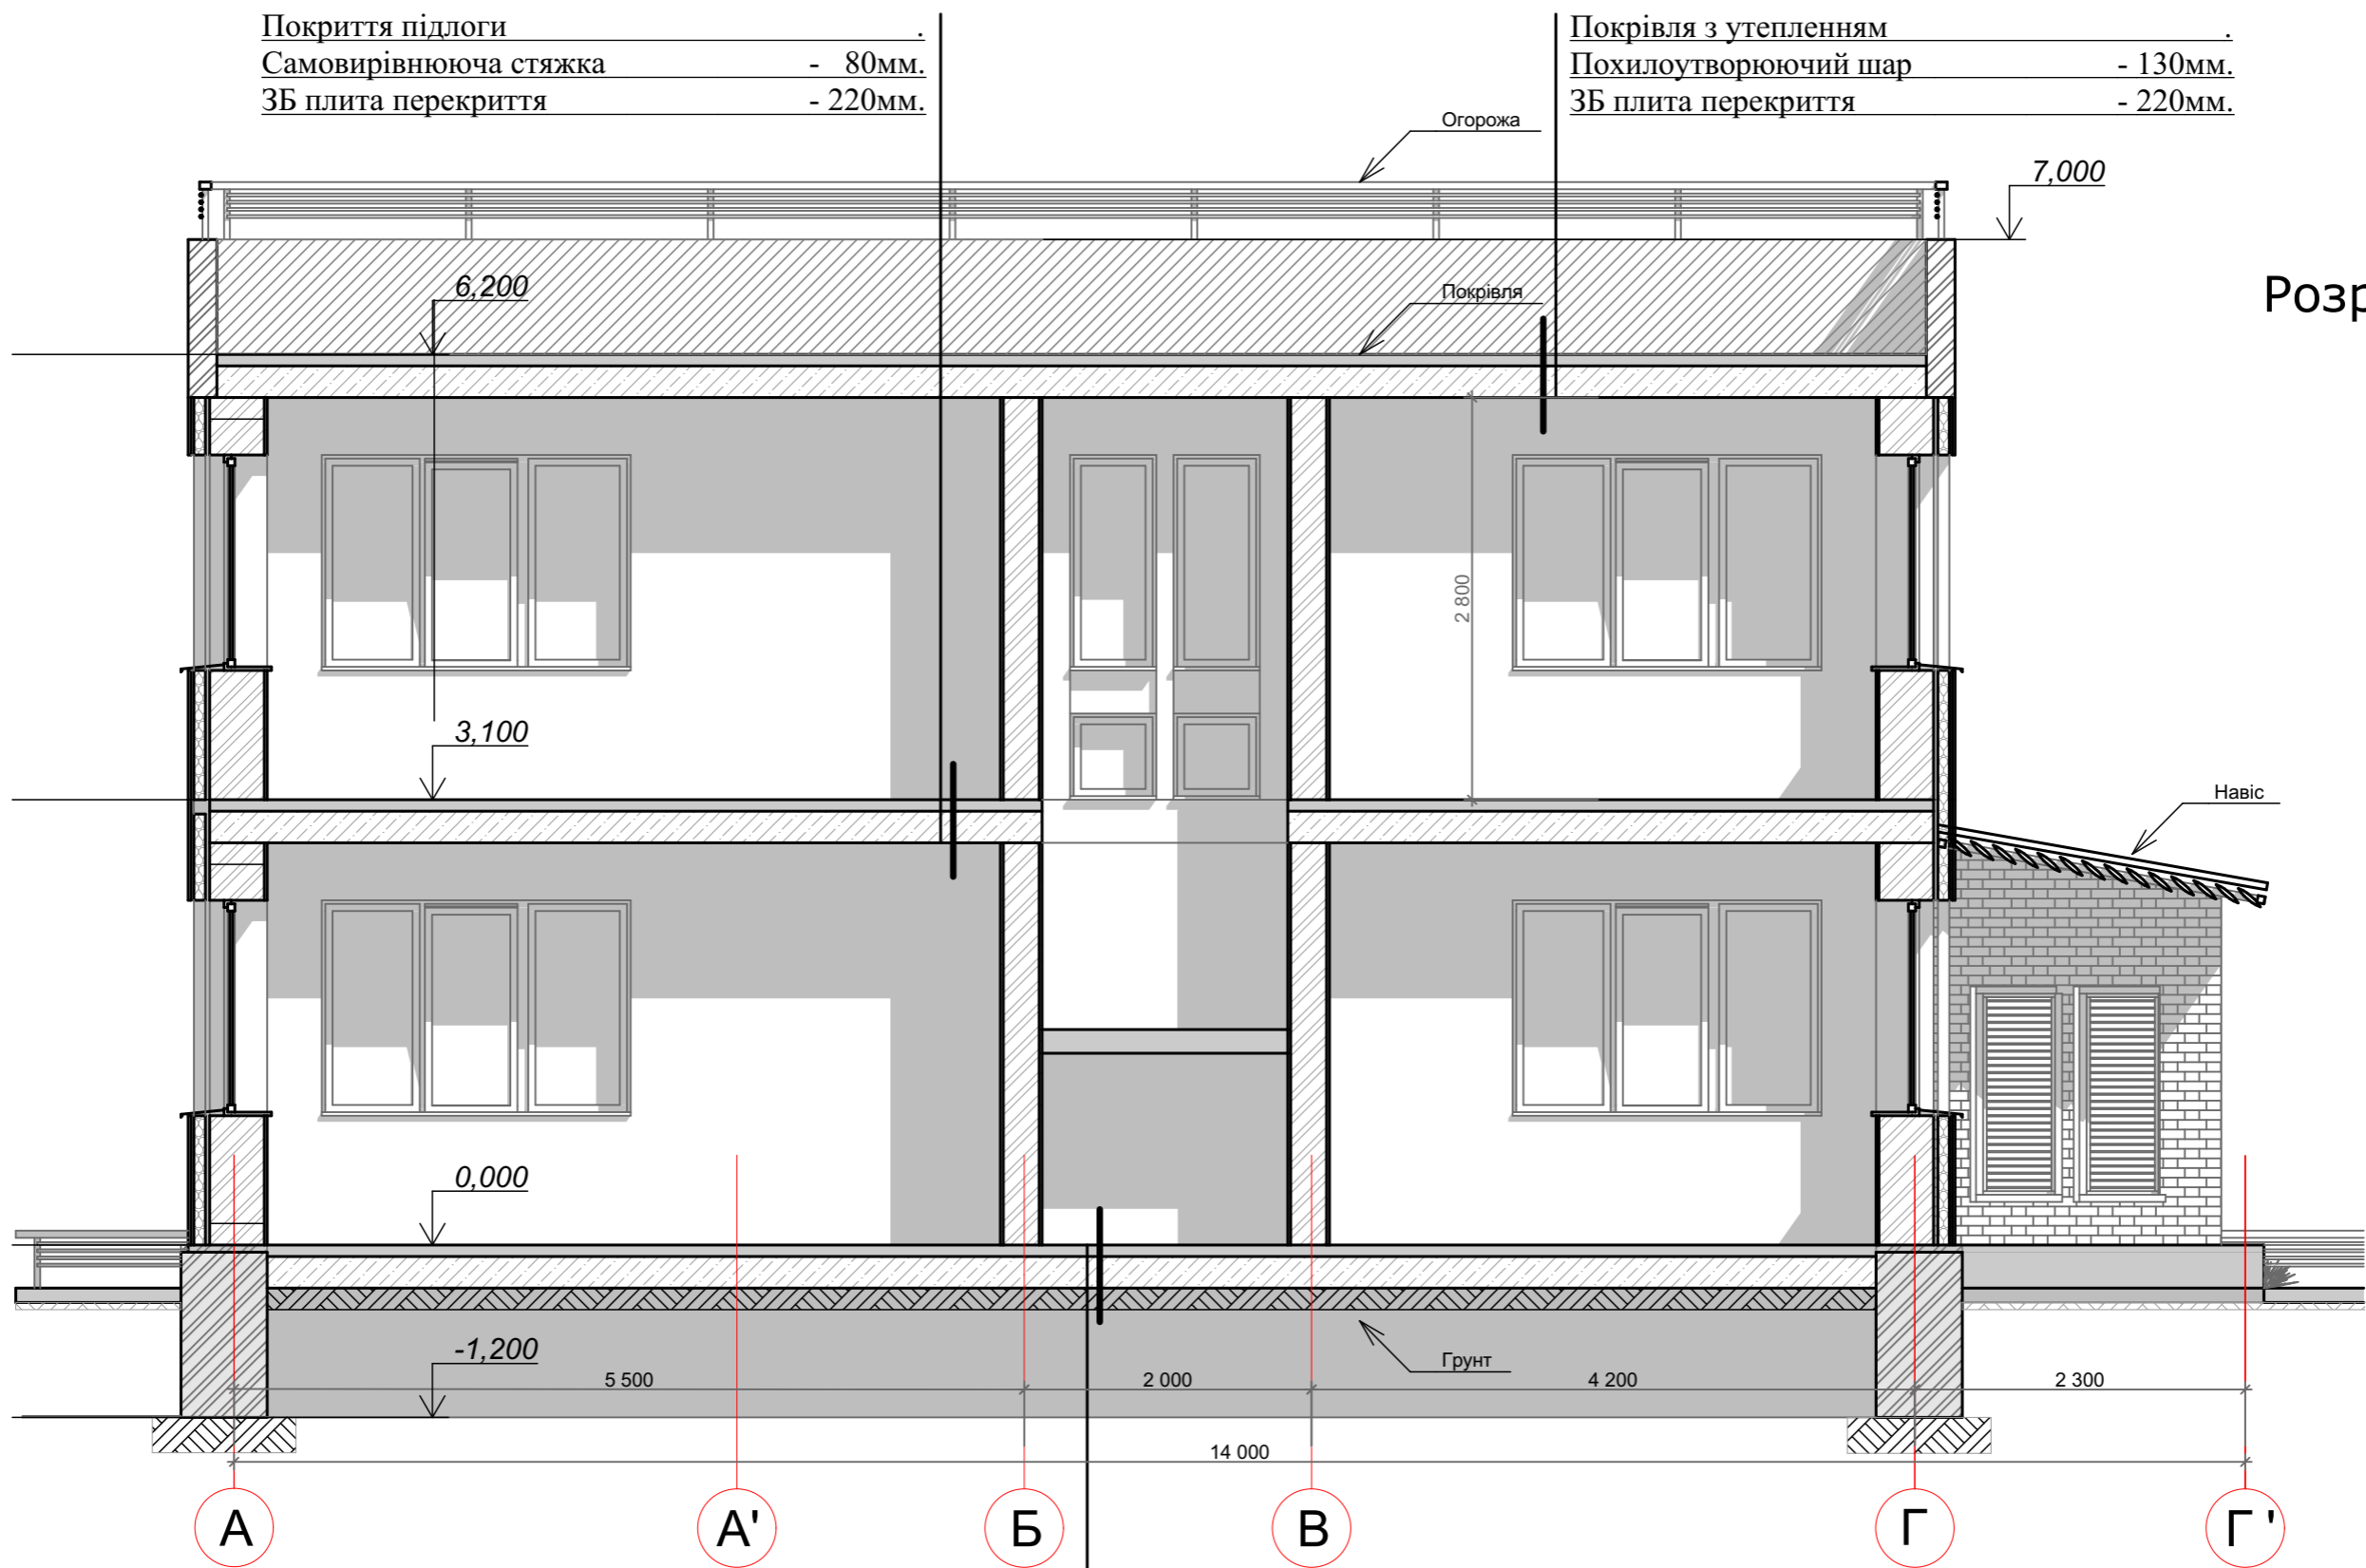 Покриття підлоги .
Самовирівнююча стяжка - 80мм.
ЗБ плита перекриття - 220мм.
Покрівля з утепленням .
Похилоутворюючий шар - 130мм.
ЗБ плита перекриття - 220мм.
Огорожа
7,000
6,200
Покрівля
Розр
2 800
3,100
Навіс
0,000
-1,200
Грунт
5 500
2 000
4 200
2 300
14 000
А
А'
Б
В
Г
Г '